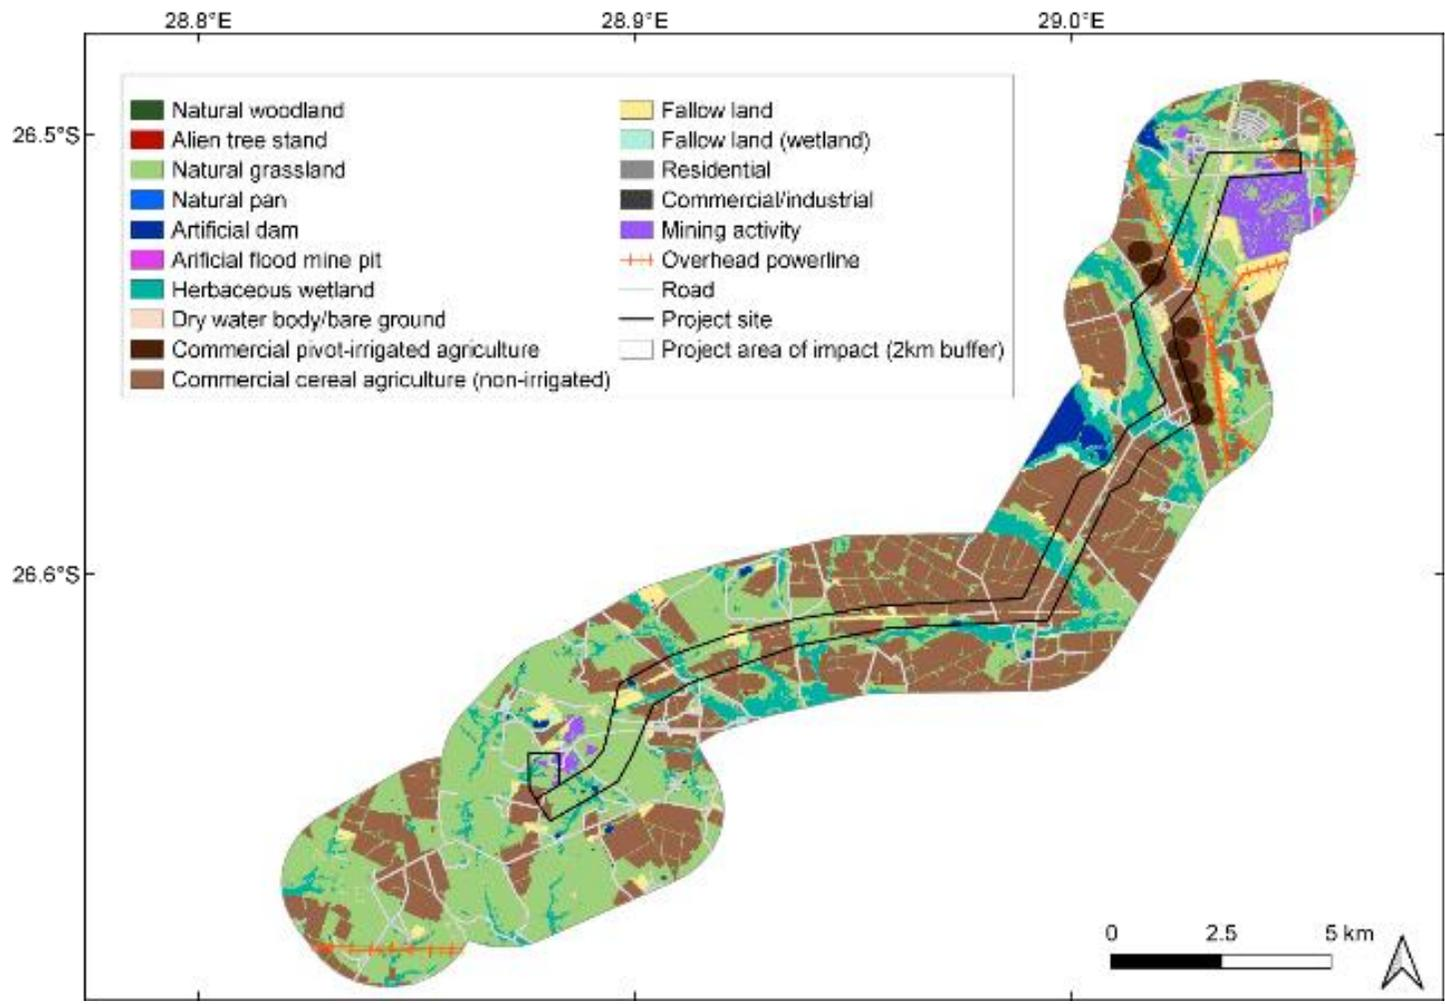 28.8°E
28.9°E
29.0°E
26.5°S
26.6°S
Natural woodland
Alien tree stand
Natural grassland
Natural pan
Artificial dam
Arificial flood mine pit
Herbaceous wetland
Dry water body/bare ground
Commercial pivot-irrigated agriculture
Commercial cereal agriculture (non-irrigated)
Fallow land
Fallow land (wetland)
Residential
Commercial/industrial
Mining activity
Overhead powerline
Road
Project site
Project area of impact (2km buffer)
0 2.5 5 km